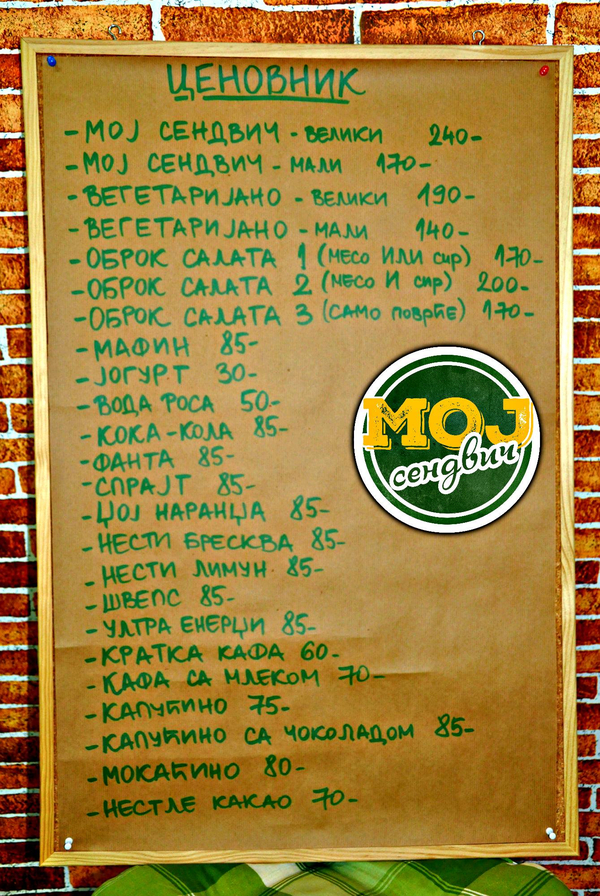 ЦЕНОВНИК
- МОЈ СЕНДВИЧ - ВЕЛИКИ 240-
- МОЈ СЕНДВИЧ - МАЛИ 170-
- ВЕГЕТАРИЈАНО - ВЕЛИКИ 190-
- ВЕГЕТАРИЈАНО - МАЛИ 140-
- ОБРОК САЛАТА 1 (МЕСО ИЛИ СИР) 170-
- ОБРОК САЛАТА 2 (МЕСО И СИР) 200-
- ОБРОК САЛАТА 3 (САМО ПОВРЋЕ) 170-
- МАФИН 85-
- ЈОГУРТ 30-
- ВОДА РОСА 50-
- КОКА-КОЛА 85-
- ФАНТА 85-
- СПРАЈТ 85-
- ЏОЈ НАРАНЏА 85-
- НЕСТИ БРЕСКВА 85-
- НЕСТИ ЛИМУН 85-
- ШВЕПС 85-
- УЛТРА ЕНЕРЏИ 85-
- КРАТКА КАФА 60-
- КАФА СА МЛЕКОМ 70-
- КАПУЋИНО 75-
- КАПУЋИНО СА ЧОКОЛАДОМ 85-
- МОКАЋИНО 80-
- НЕСТЛЕ КАКАО 70-
МОЈ
сендвич